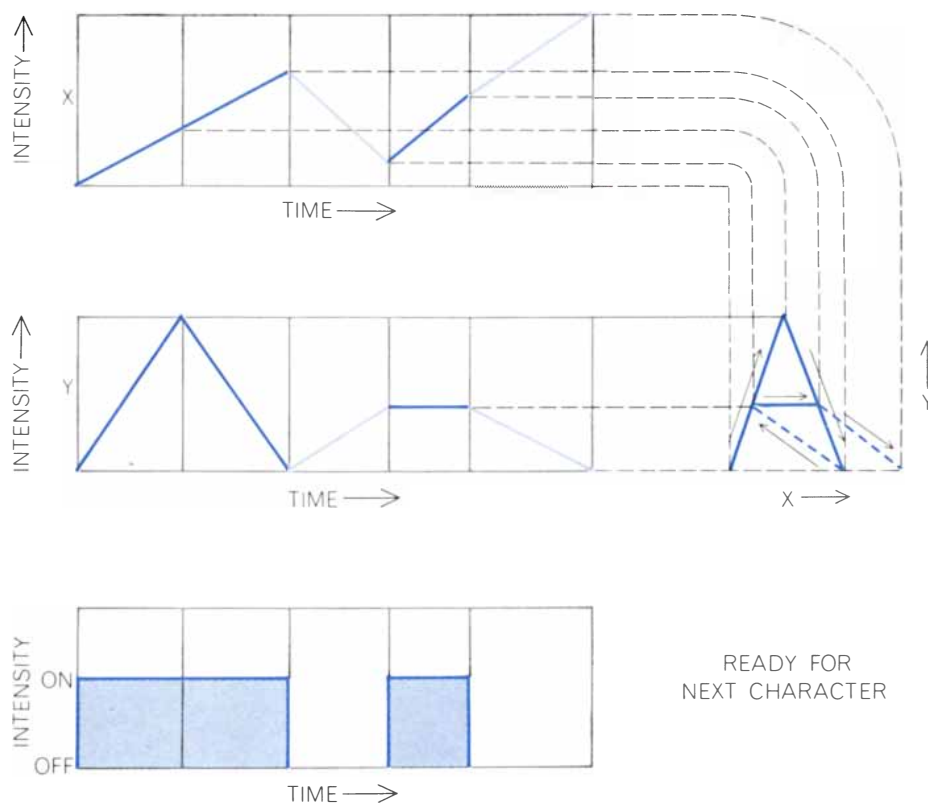 INTENSITY
X
TIME
INTENSITY
Y
TIME
X
Y
INTENSITY
ON
OFF
TIME
READY FOR
NEXT CHARACTER